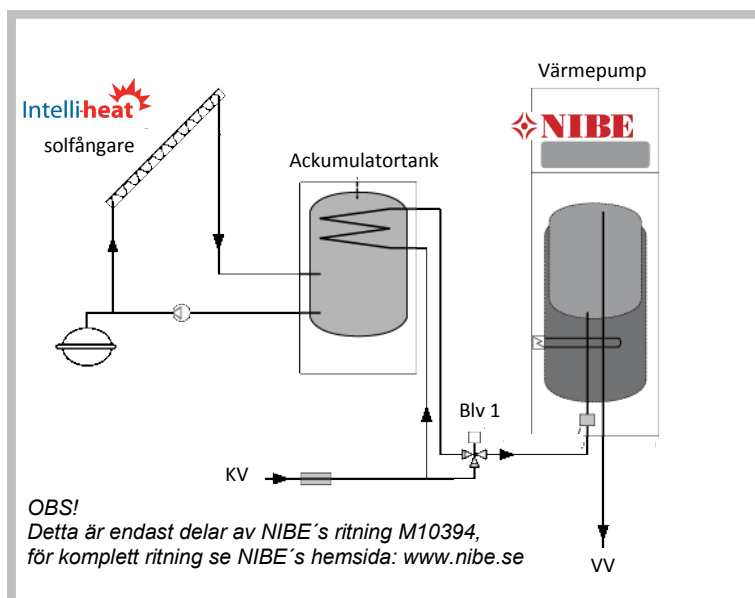 Värmepump
Intelli-heat
NIBE
solfångare
Ackumulatortank
Blv 1
KV
OBS!
Detta är endast delar av NIBE´s ritning M10394,
för komplett ritning se NIBE´s hemsida: www.nibe.se
VV